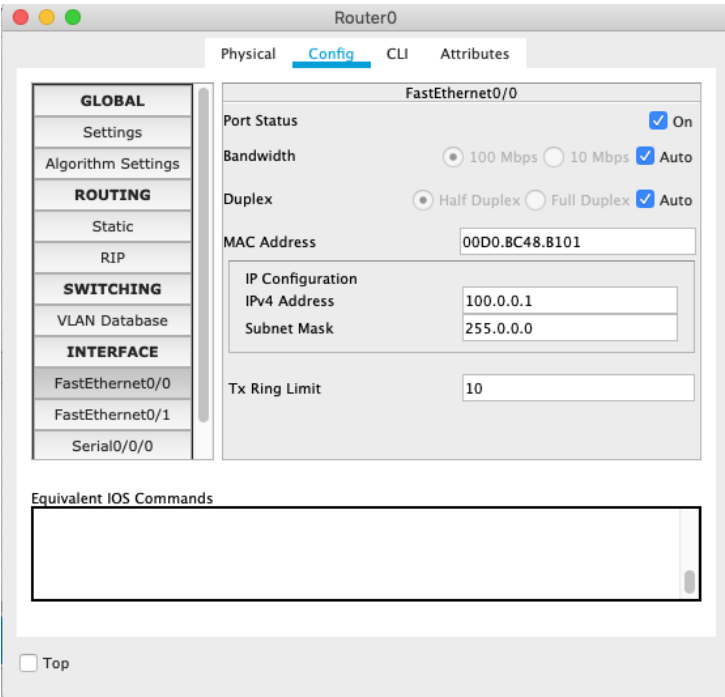 Router0
Physical Config CLI Attributes
GLOBAL
Settings
Algorithm Settings
ROUTING
Static
RIP
SWITCHING
VLAN Database
INTERFACE
FastEthernet0/0
FastEthernet0/1
Serial0/0/0
FastEthernet0/0
Port Status On
Bandwidth 100 Mbps 10 Mbps Auto
Duplex Half Duplex Full Duplex Auto
MAC Address 00D0.BC48.B101
IP Configuration
IPv4 Address 100.0.0.1
Subnet Mask 255.0.0.0
Tx Ring Limit 10
Equivalent IOS Commands
Top